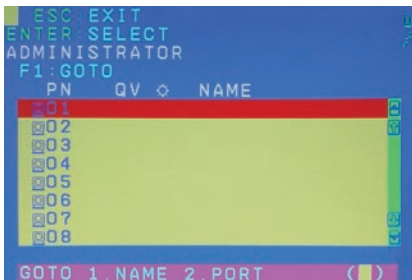 ESC:EXIT
ENTER:SELECT
ADMINISTRATOR
F1:GOTO
PN QV NAME
01
02
03
04
05
06
07
08
GOTO 1.NAME 2.PORT ( )